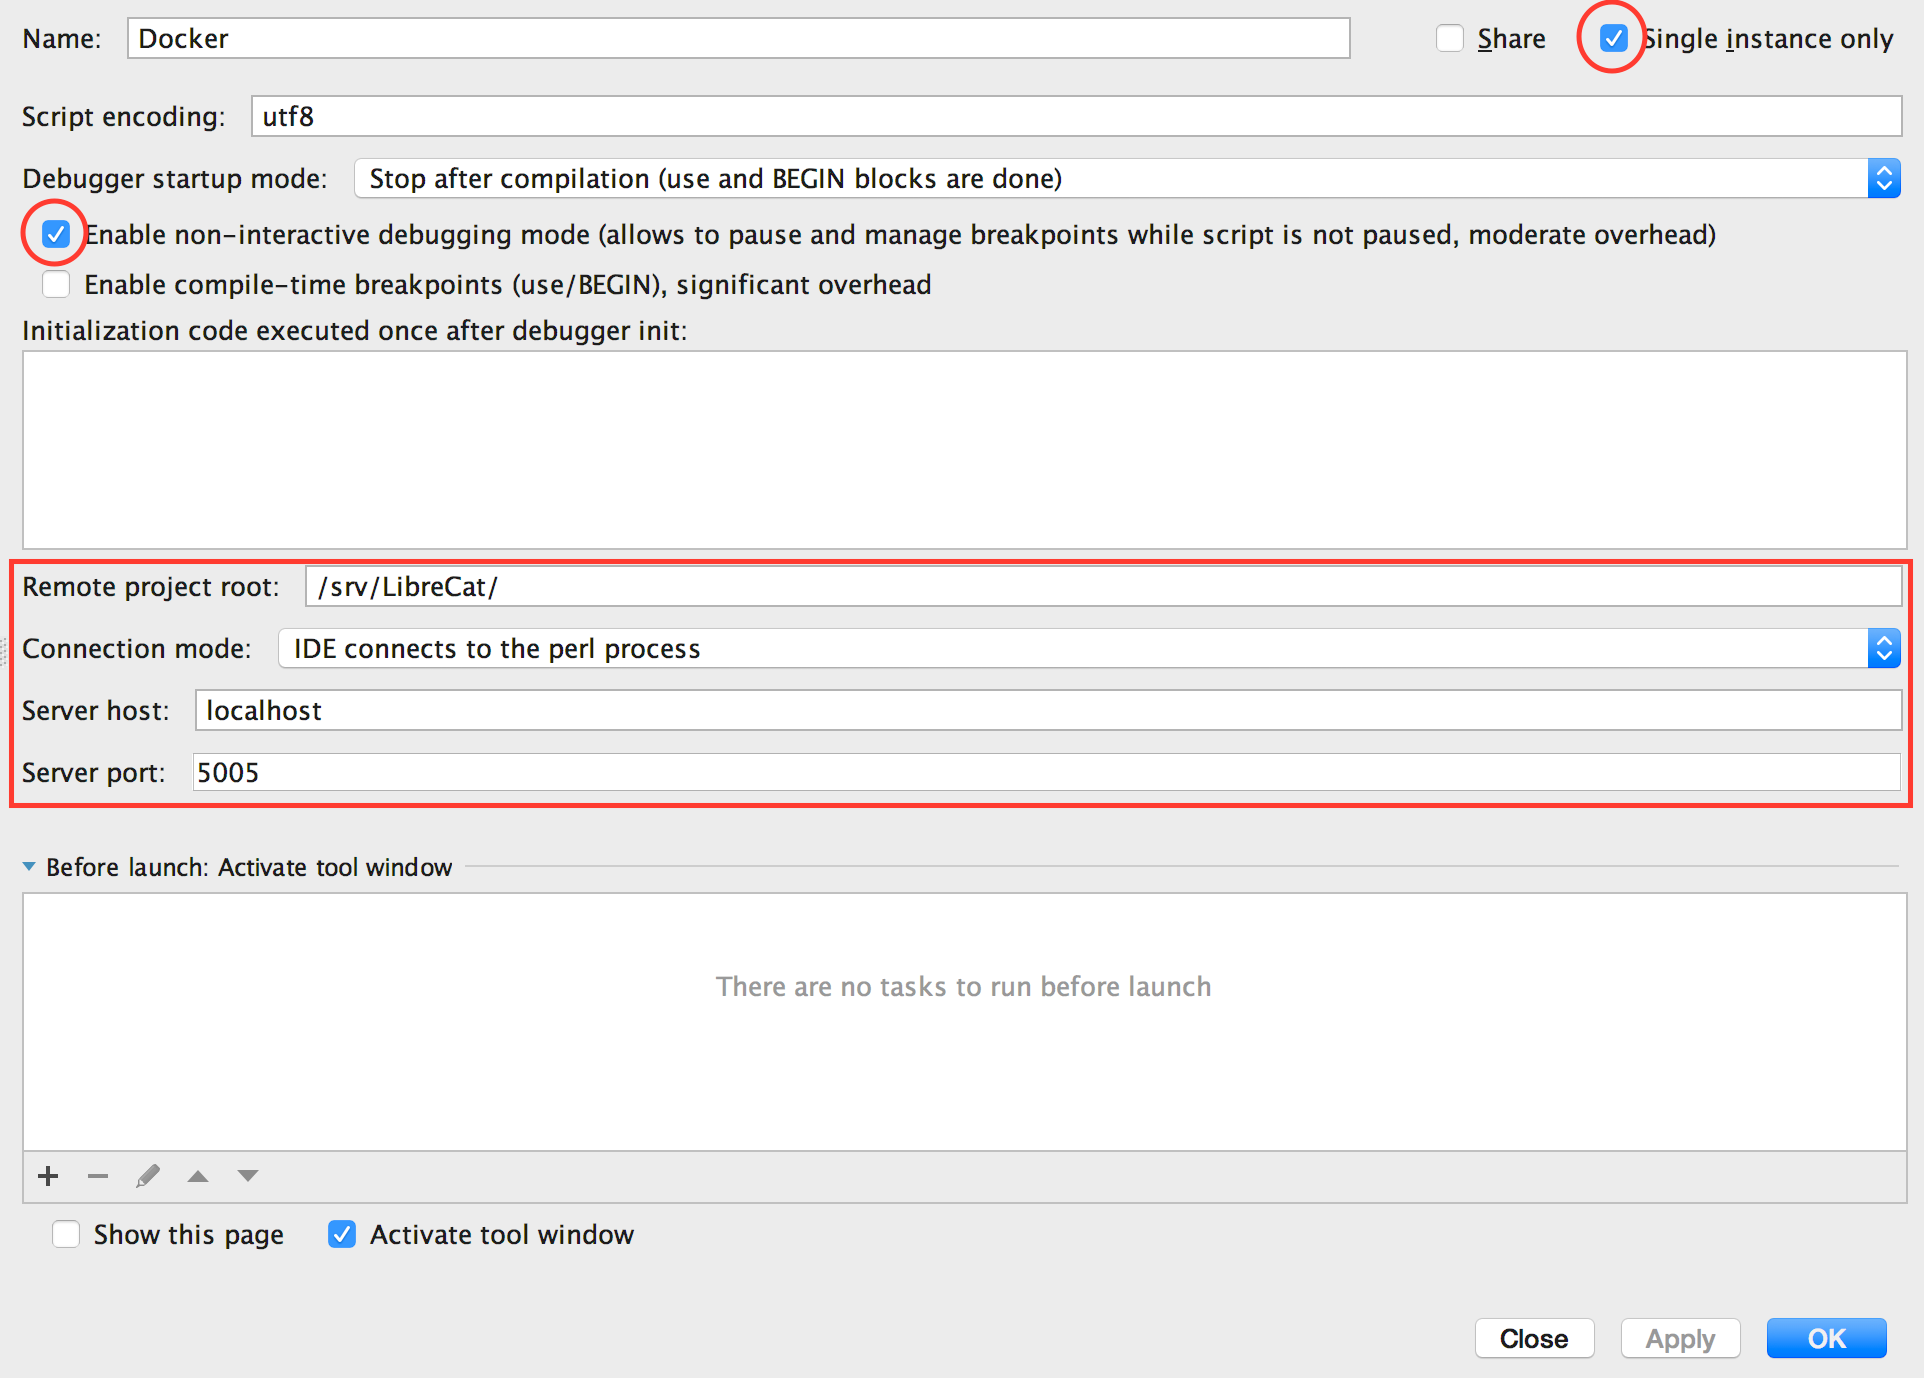 Name: Docker Share Single instance only
Script encoding: utf8
Debugger startup mode: Stop after compilation (use and BEGIN blocks are done)
Enable non-interactive debugging mode (allows to pause and manage breakpoints while script is not paused, moderate overhead)
Enable compile-time breakpoints (use/BEGIN), significant overhead
Initialization code executed once after debugger init:
Remote project root: /srv/LibreCat/
Connection mode: IDE connects to the perl process
Server host: localhost
Server port: 5005
Before launch: Activate tool window
There are no tasks to run before launch
Show this page Activate tool window
Close Apply OK